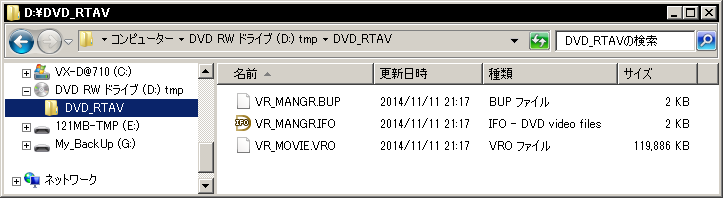 D:¥DVD_RTAV
コンピューター DVD RW ドライブ (D:) tmp DVD_RTAV
DVD_RTAVの検索
VX-D@710 (C:)
DVD RW ドライブ (D:) tmp
DVD_RTAV
121MB-TMP (E:)
My_BackUp (G:)
ネットワーク
名前 更新日時 種類 サイズ
VR_MANGR.BUP 2014/11/11 21:17 BUP ファイル 2 KB
IFO VR_MANGR.IFO 2014/11/11 21:17 IFO - DVD video files 2 KB
VR_MOVIE.VRO 2014/11/11 21:17 VRO ファイル 119,886 KB